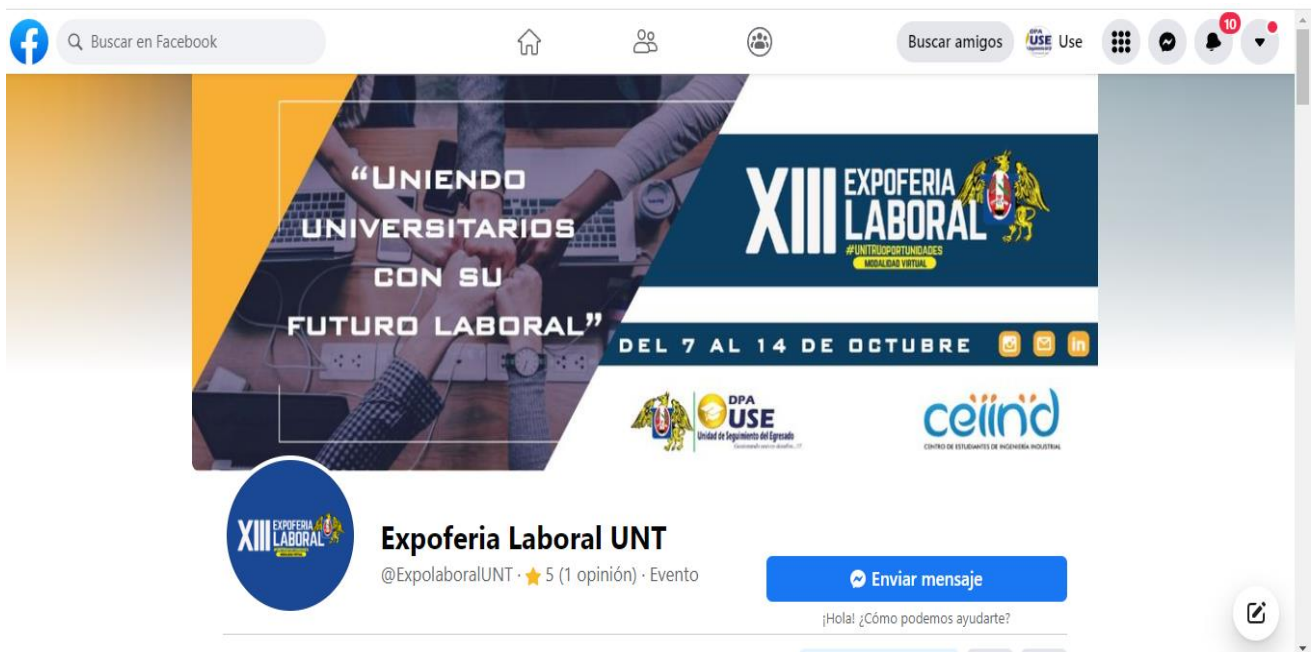 Buscar en Facebook
Buscar amigos
USE
Use
10
“UNIENDO
UNIVERSITARIOS
CON SU
FUTURO LABORAL”
XIII EXPOFERIA
LABORAL
#UNITRUOPORTUNIDADES
MODALIDAD VIRTUAL
DEL 7 AL 14 DE OCTUBRE
in
DPA
USE
Unidad de Seguimiento del Egresado
ceiind
CENTRO DE ESTUDIANTES DE INGENIERÍA INDUSTRIAL
XIII EXPOFERIA
LABORAL
Expoferia Laboral UNT
@ExpolaboralUNT · 5 (1 opinión) · Evento
Enviar mensaje
¡Hola! ¿Cómo podemos ayudarte?